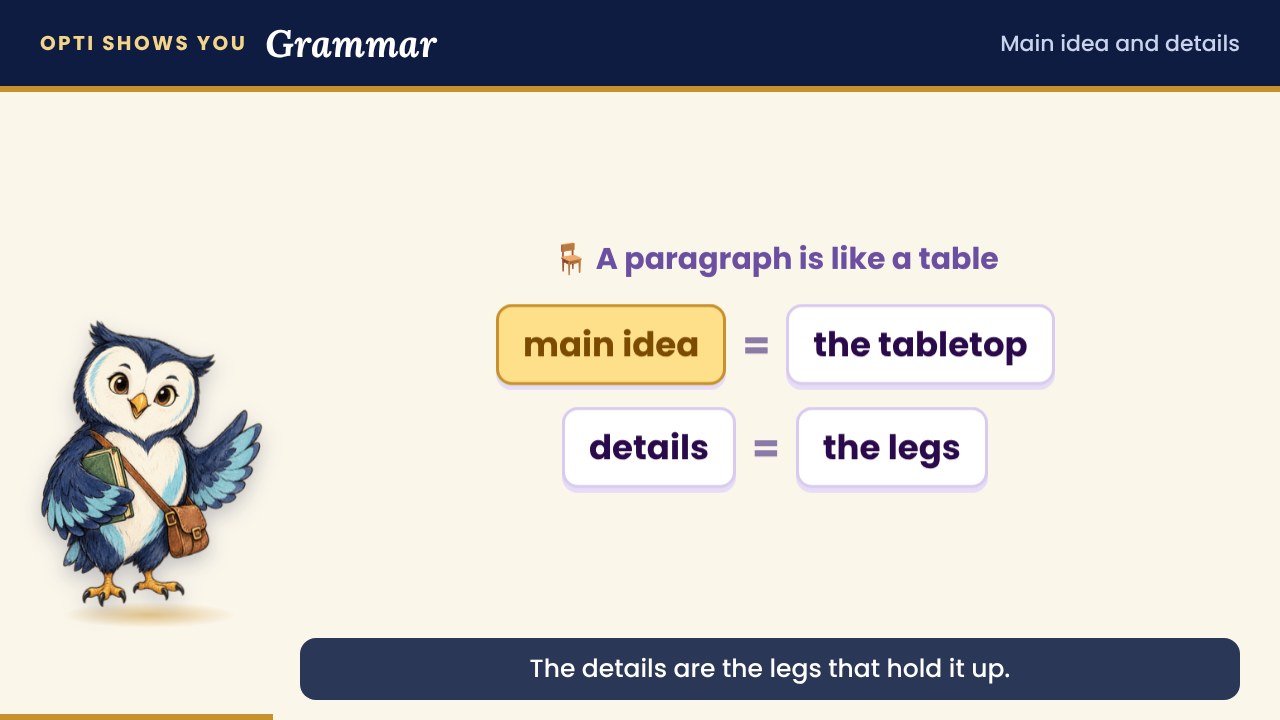 OPTI SHOWS YOU Grammar
Main idea and details
A paragraph is like a table
main idea = the tabletop
details = the legs
The details are the legs that hold it up.